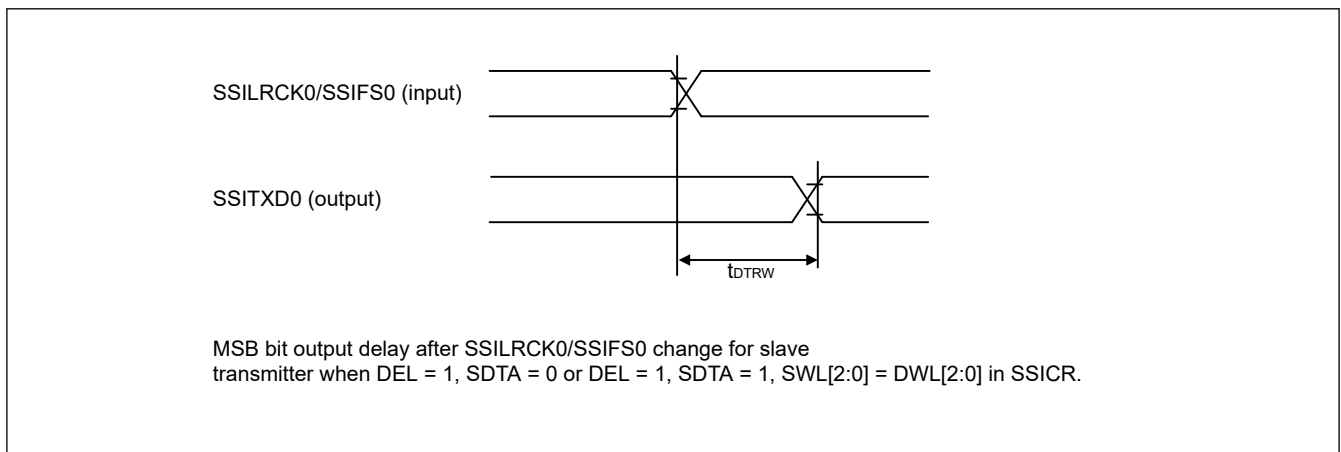 SSILRCK0/SSIFS0 (input)
SSITXD0 (output)
tDTRW
MSB bit output delay after SSILRCK0/SSIFS0 change for slave
transmitter when DEL = 1, SDTA = 0 or DEL = 1, SDTA = 1, SWL[2:0] = DWL[2:0] in SSICR.